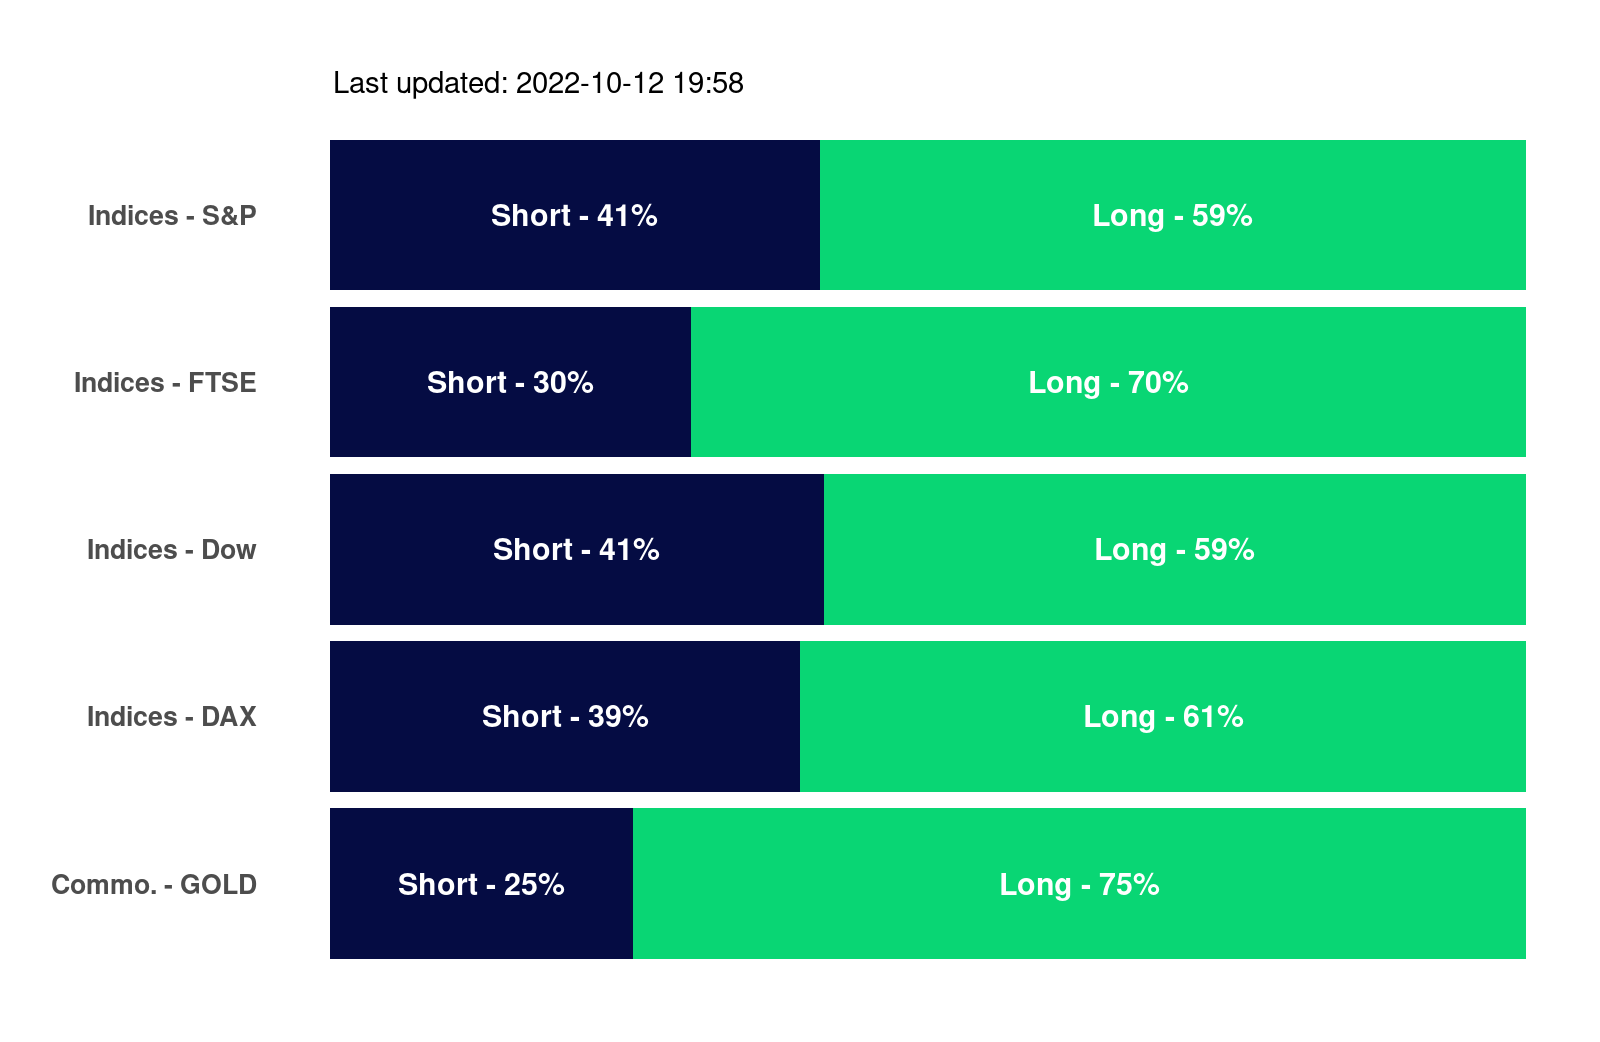 Last updated: 2022-10-12 19:58
Indices - S&P Short - 41% Long - 59%
Indices - FTSE Short - 30% Long - 70%
Indices - Dow Short - 41% Long - 59%
Indices - DAX Short - 39% Long - 61%
Commo. - GOLD Short - 25% Long - 75%